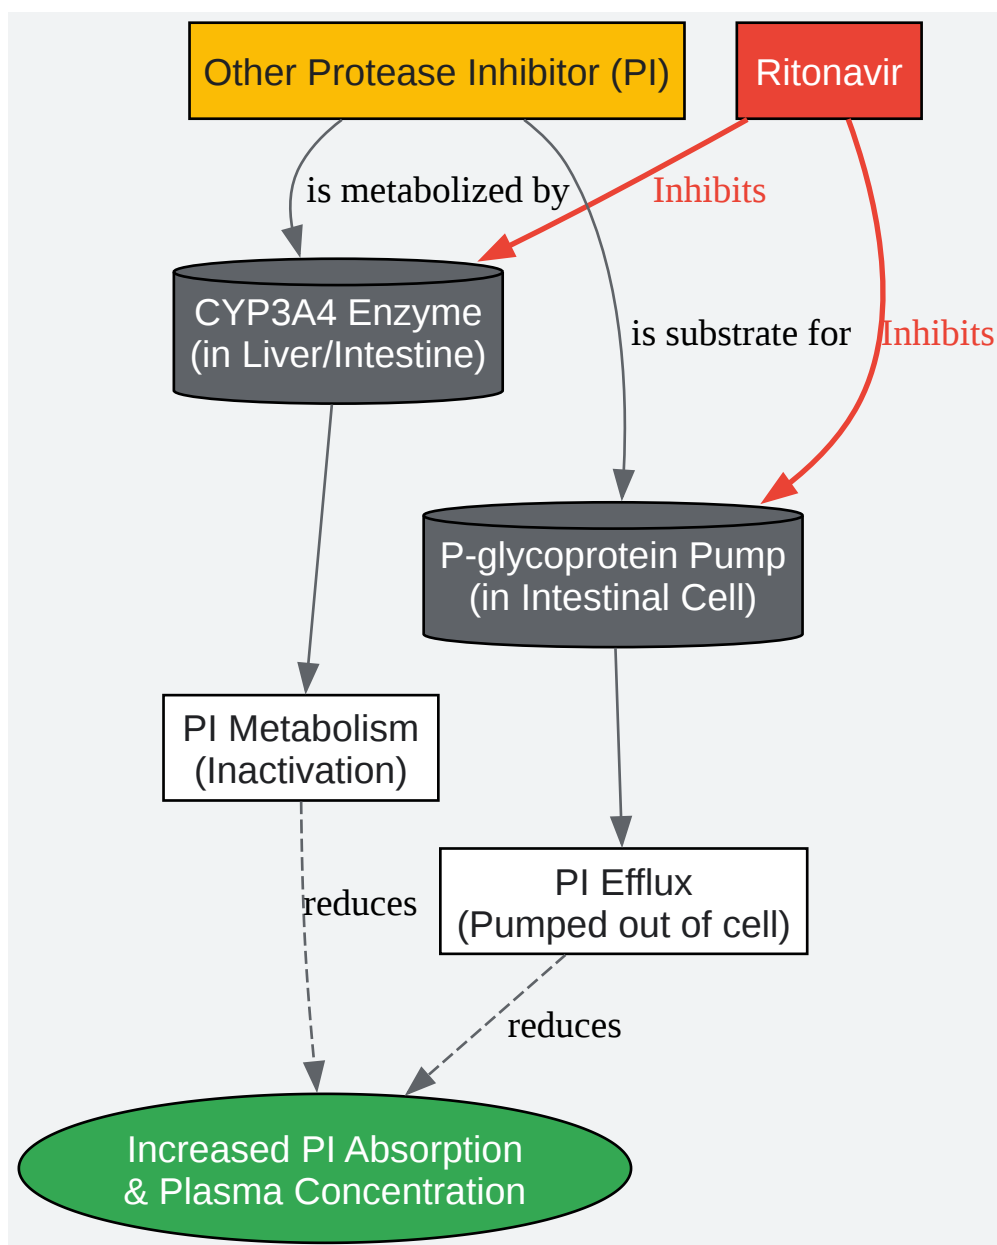 Other Protease Inhibitor (PI)
Ritonavir
is metabolized by
Inhibits
CYP3A4 Enzyme
(in Liver/Intestine)
is substrate for
Inhibits
P-glycoprotein Pump
(in Intestinal Cell)
PI Metabolism
(Inactivation)
PI Efflux
(Pumped out of cell)
reduces
reduces
Increased PI Absorption
& Plasma Concentration